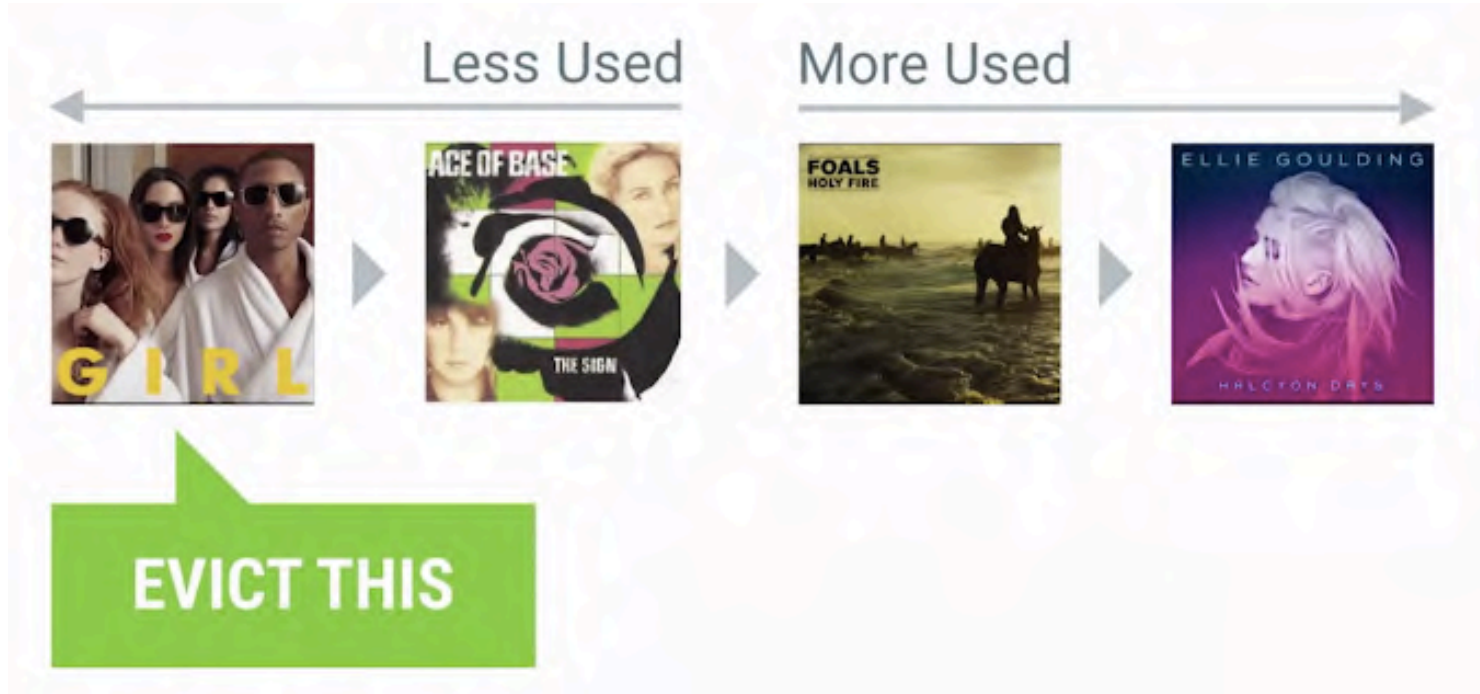 Less Used
More Used
GIRL
ACE OF BASE
THE SIGN
FOALS
HOLY FIRE
ELLIE GOULDING
HALCYON DAYS
EVICT THIS